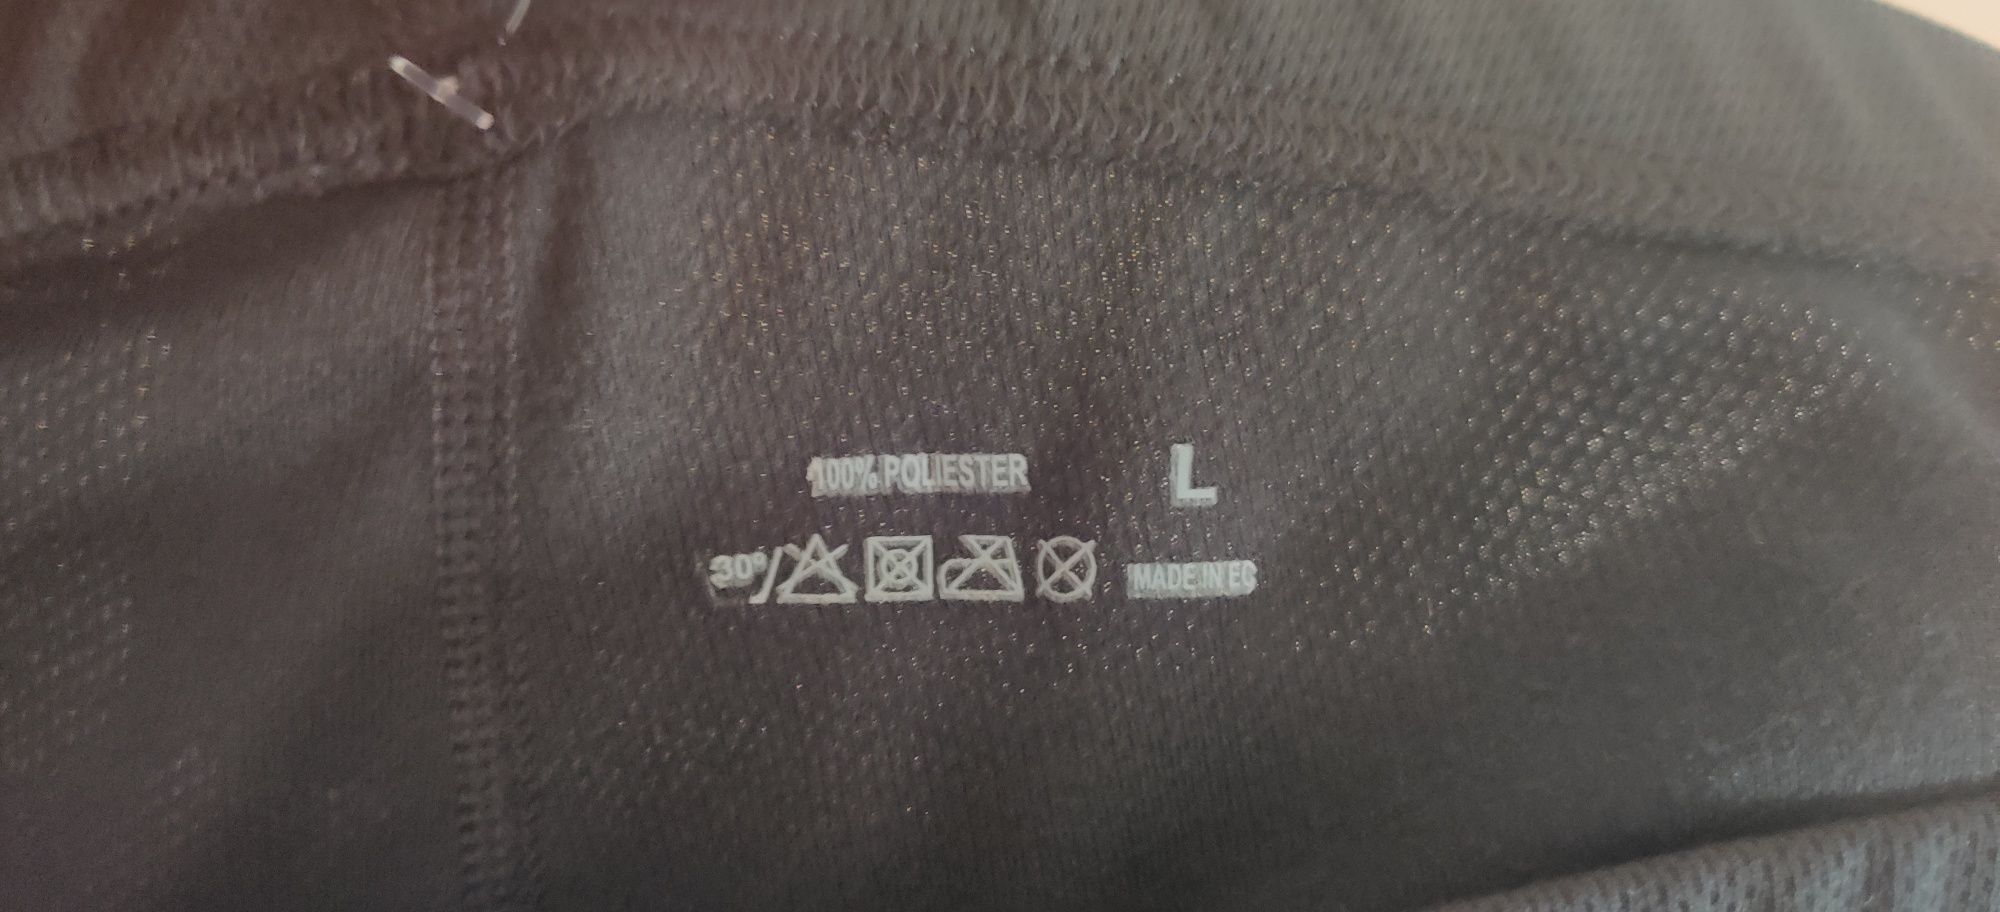 100% POLIESTER
L
30°
MADE IN EC